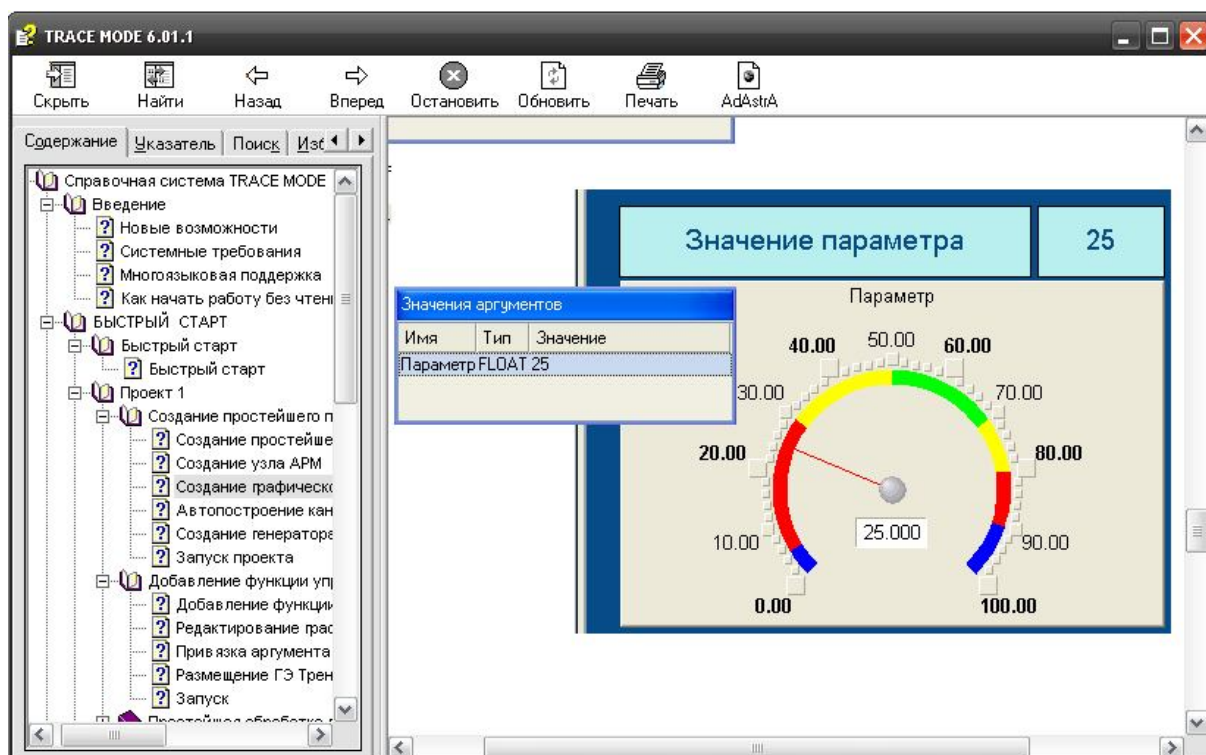 TRACE MODE 6.01.1
Скрыть Найти Назад Вперед Остановить Обновить Печать AdAstrA
Содержание Указатель Поиск Изб
Справочная система TRACE MODE
Введение
Новые возможности
Системные требования
Многоязыковая поддержка
Как начать работу без чтен
БЫСТРЫЙ СТАРТ
Быстрый старт
Быстрый старт
Проект 1
Создание простейшего п
Создание простейше
Создание узла АРМ
Создание графическо
Автопостроение кан
Создание генератора
Запуск проекта
Добавление функции упр
Добавление функции
Редактирование граф
Привязка аргумента
Размещение ГЭ Трен
Запуск
Простейшая обработка
Значение параметра 25
Значения аргументов
Имя Тип Значение
Параметр FLOAT 25
Параметр
50.00
40.00 60.00
30.00 70.00
20.00 80.00
25.000
10.00 90.00
0.00 100.00